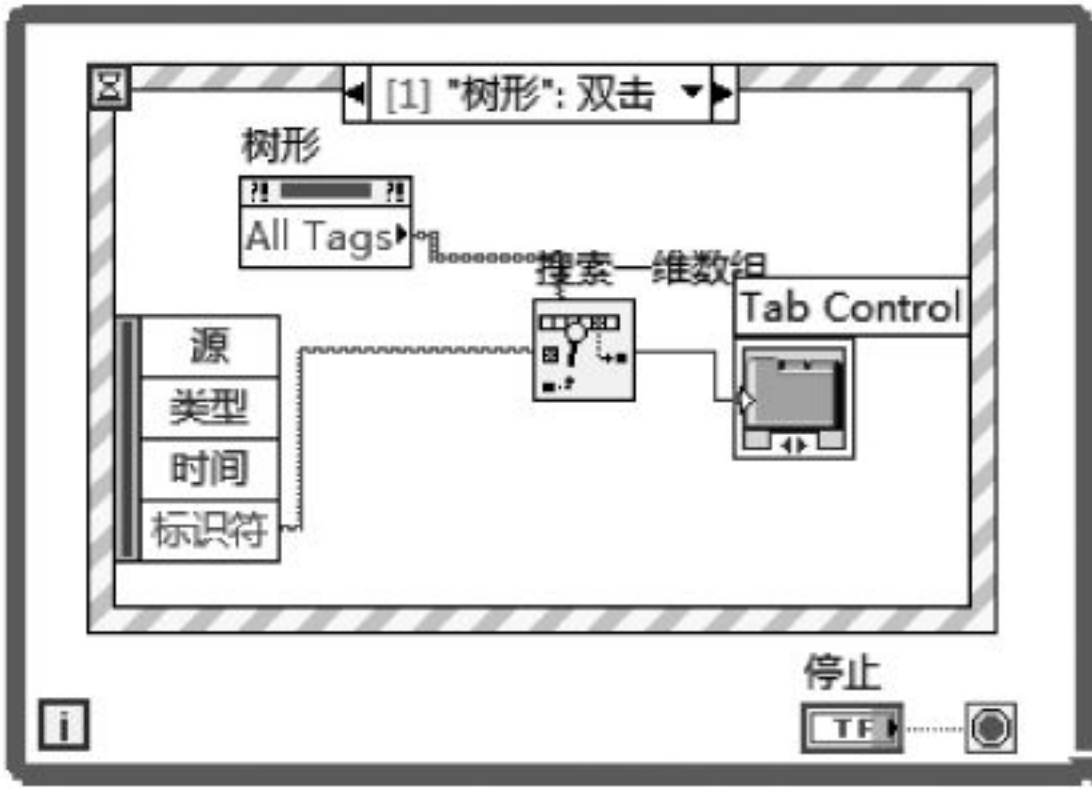 [1] "树形": 双击
树形
?! ?!
All Tags
搜索一维数组
Tab Control
源
类型
时间
标识符
停止
TF
i